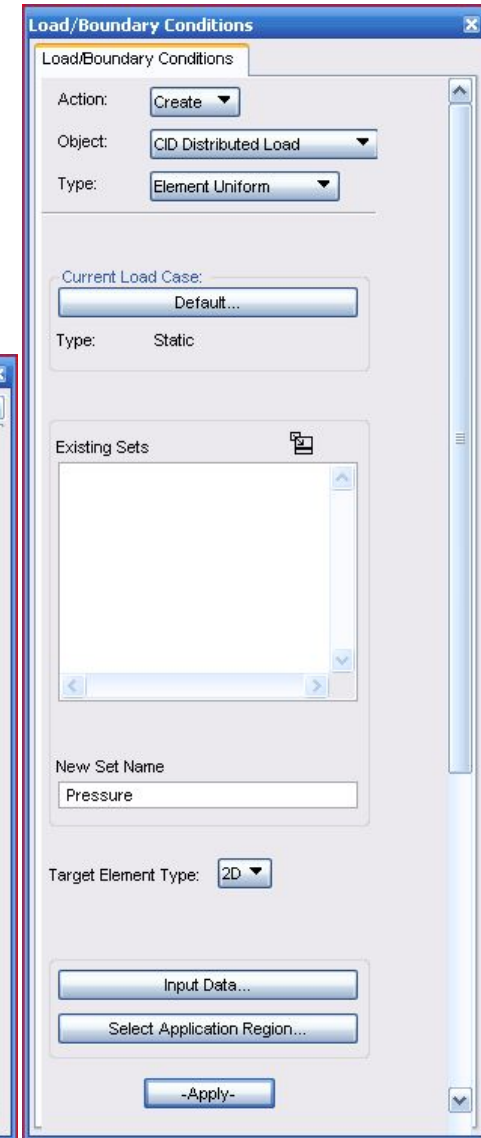 Load/Boundary Conditions
Load/Boundary Conditions
Action: Create
Object: CID Distributed Load
Type: Element Uniform
Current Load Case:
Default...
Type: Static
Existing Sets
New Set Name
Pressure
Target Element Type: 2D
Input Data...
Select Application Region...
-Apply-